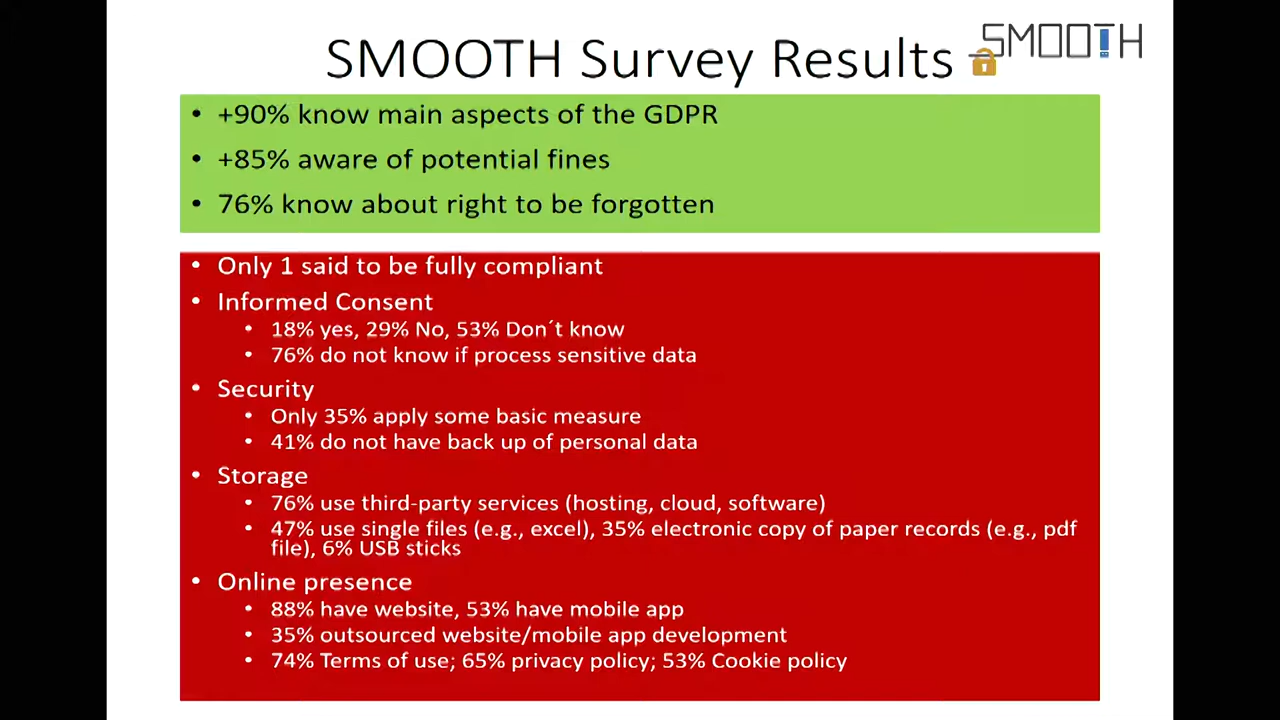 SMOOTH Survey Results
SMOOTH
• +90% know main aspects of the GDPR
• +85% aware of potential fines
• 76% know about right to be forgotten
• Only 1 said to be fully compliant
• Informed Consent
• 18% yes, 29% No, 53% Don´t know
• 76% do not know if process sensitive data
• Security
• Only 35% apply some basic measure
• 41% do not have back up of personal data
• Storage
• 76% use third-party services (hosting, cloud, software)
• 47% use single files (e.g., excel), 35% electronic copy of paper records (e.g., pdf
file), 6% USB sticks
• Online presence
• 88% have website, 53% have mobile app
• 35% outsourced website/mobile app development
• 74% Terms of use; 65% privacy policy; 53% Cookie policy